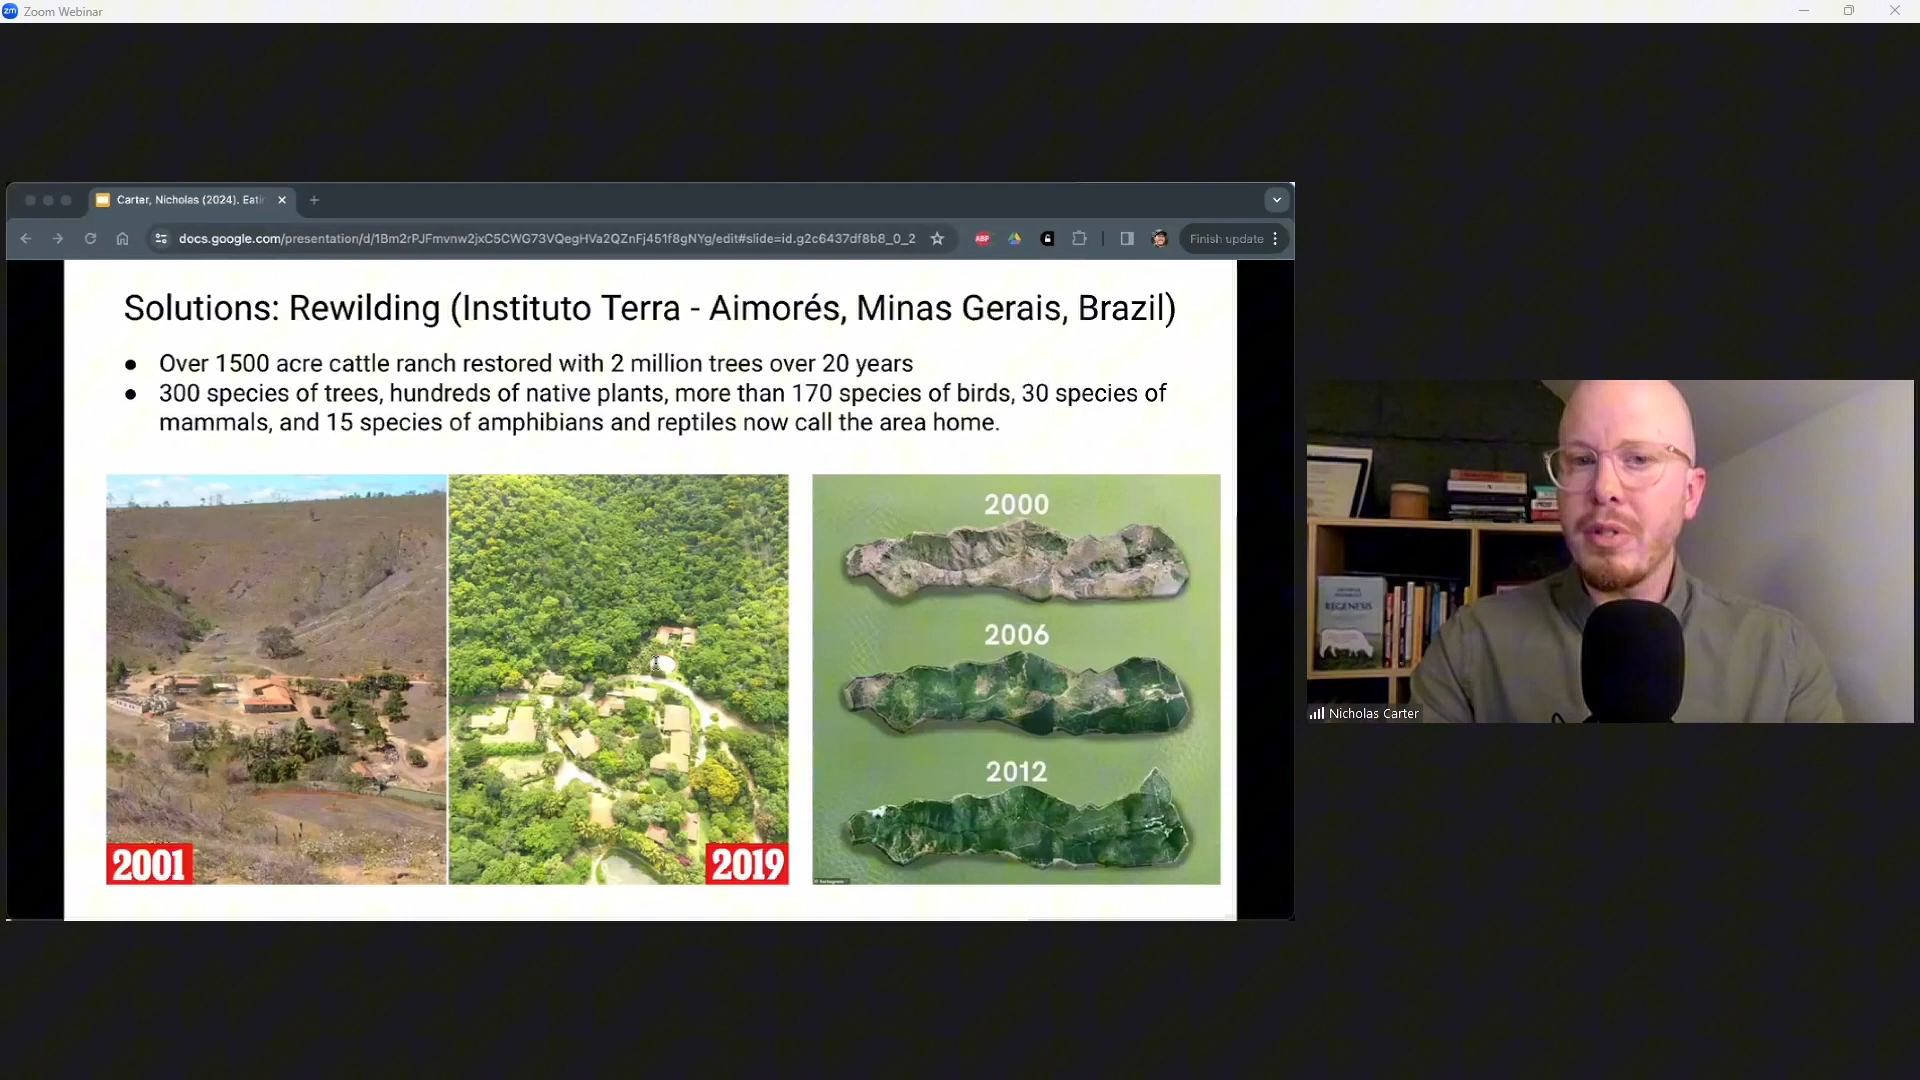 Zoom Webinar
Carter, Nicholas (2024). Eati
docs.google.com/presentation/d/1Bm2rPJFmvnw2jxC5CWG73VQegHVa2QZnFj451f8gNYg/edit#slide=id.g2c6437df8b8_0_2
ABP
Finish update
Solutions: Rewilding (Instituto Terra - Aimorés, Minas Gerais, Brazil)
● Over 1500 acre cattle ranch restored with 2 million trees over 20 years
● 300 species of trees, hundreds of native plants, more than 170 species of birds, 30 species of
mammals, and 15 species of amphibians and reptiles now call the area home.
2001
2019
2000
2006
2012
REGENESIS
Nicholas Carter